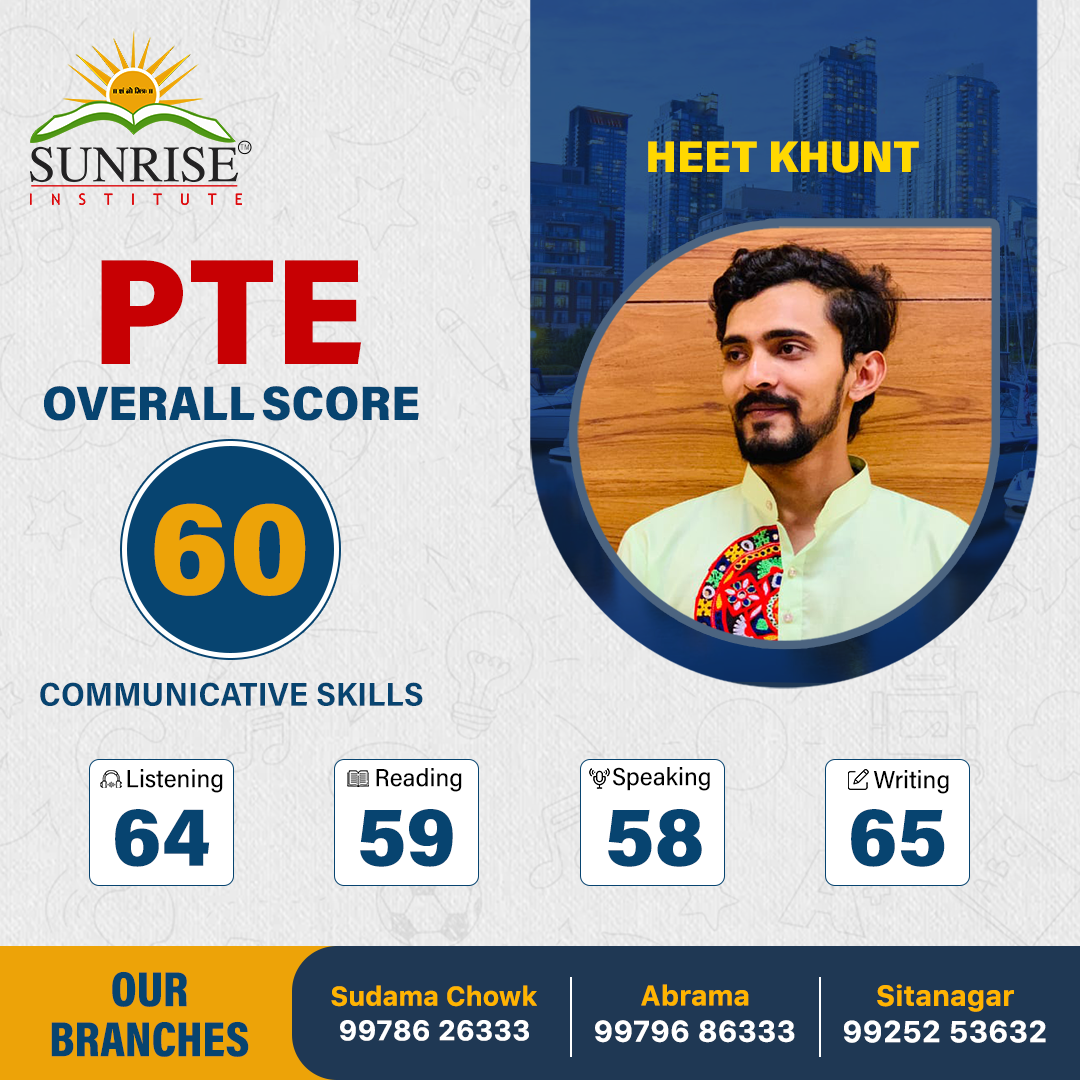 SUNRISE TM
INSTITUTE
HEET KHUNT
PTE
OVERALL SCORE
60
COMMUNICATIVE SKILLS
Listening
64
Reading
59
Speaking
58
Writing
65
OUR
BRANCHES
Sudama Chowk
99786 26333
Abrama
99796 86333
Sitanagar
99252 53632